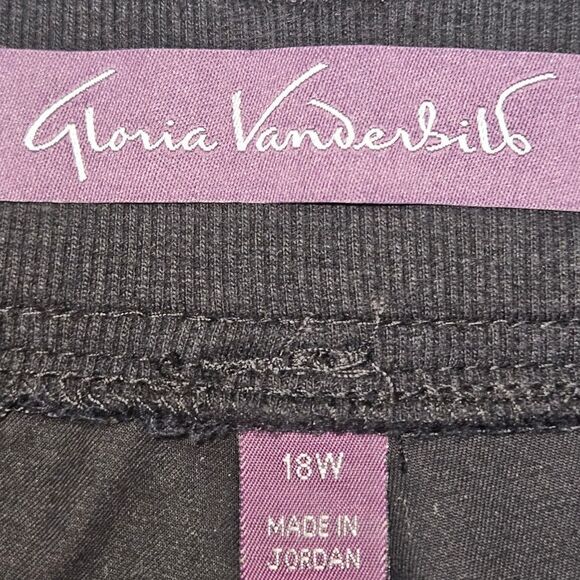 Gloria Vanderbilt
18W
MADE IN
JORDAN